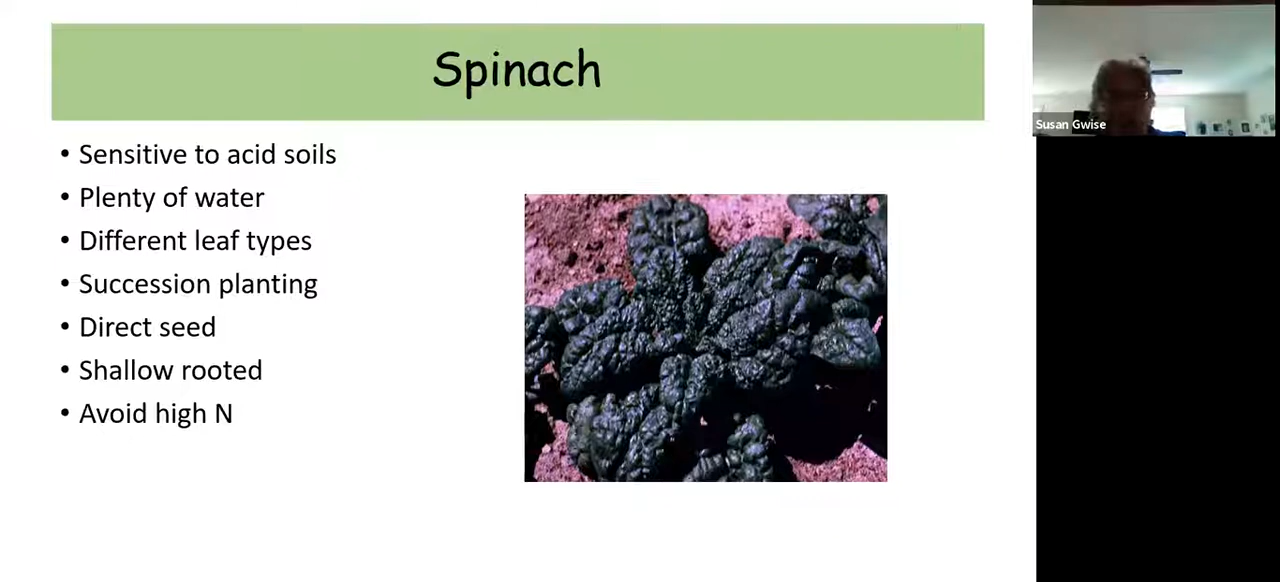 Spinach
• Sensitive to acid soils
• Plenty of water
• Different leaf types
• Succession planting
• Direct seed
• Shallow rooted
• Avoid high N
Susan Gwise